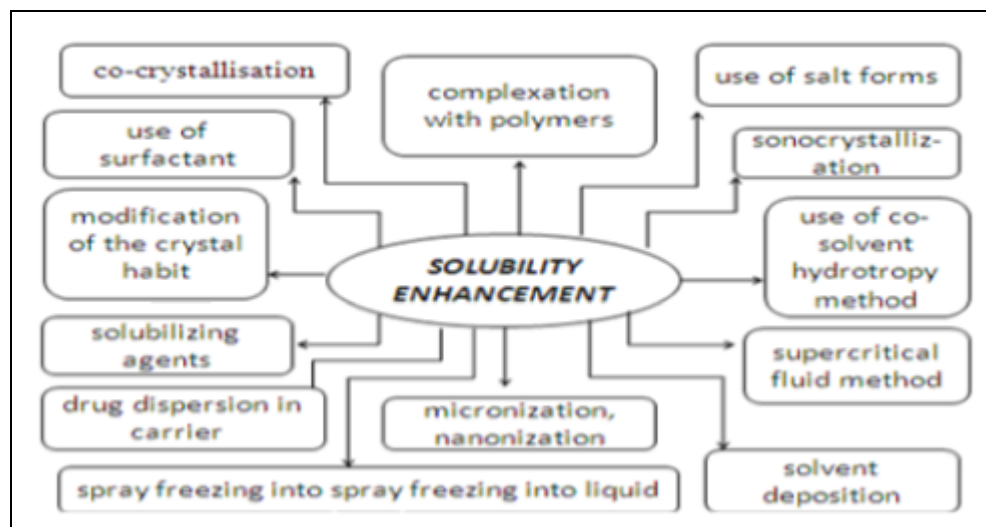 co-crystallisation
complexation
with polymers
use of salt forms
use of
surfactant
sonocrystalliz-
ation
modification
of the crystal
habit
SOLUBILITY
ENHANCEMENT
use of co-
solvent
hydrotropy
method
solubilizing
agents
supercritical
fluid method
drug dispersion in
carrier
micronization,
nanonization
spray freezing into spray freezing into liquid
solvent
deposition